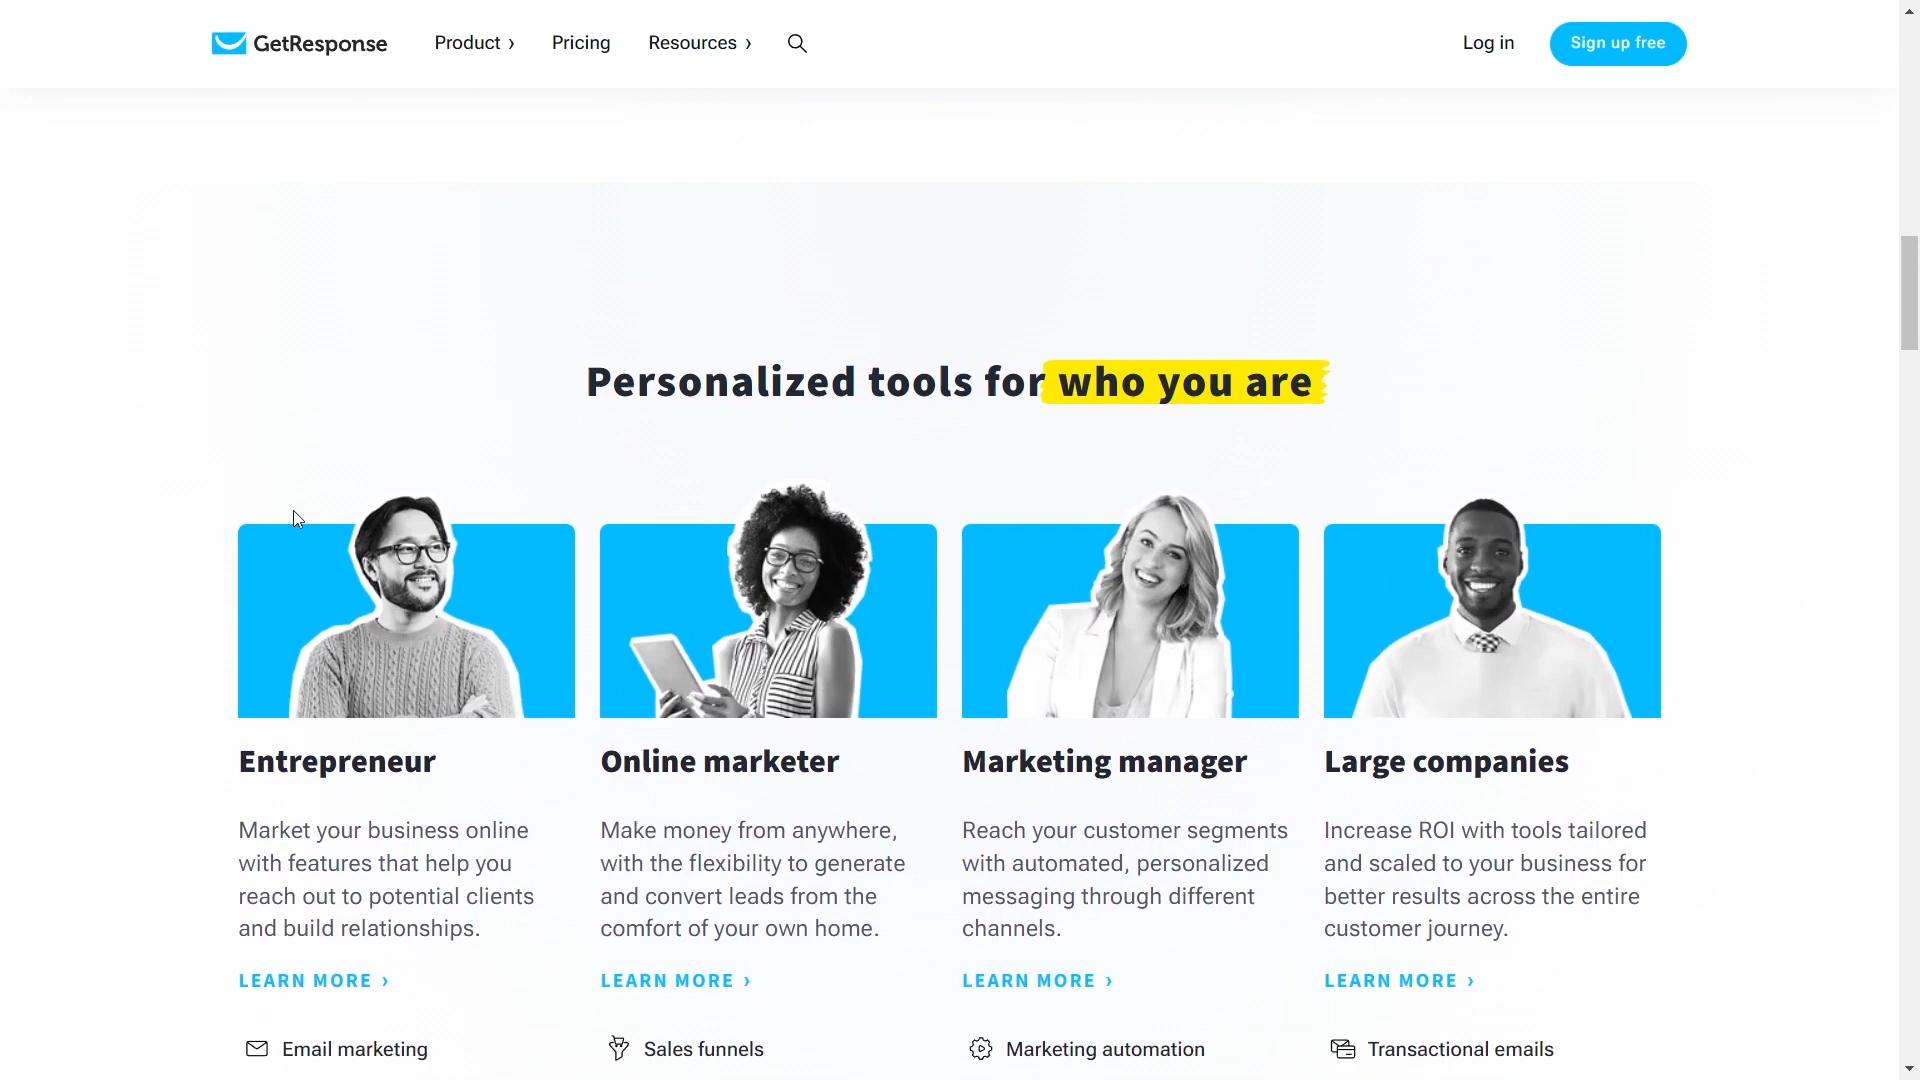 GetResponse Product › Pricing Resources › Log in Sign up free
Personalized tools for who you are
Entrepreneur
Market your business online
with features that help you
reach out to potential clients
and build relationships.
LEARN MORE ›
Email marketing
Online marketer
Make money from anywhere,
with the flexibility to generate
and convert leads from the
comfort of your own home.
LEARN MORE ›
Sales funnels
Marketing manager
Reach your customer segments
with automated, personalized
messaging through different
channels.
LEARN MORE ›
Marketing automation
Large companies
Increase ROI with tools tailored
and scaled to your business for
better results across the entire
customer journey.
LEARN MORE ›
Transactional emails